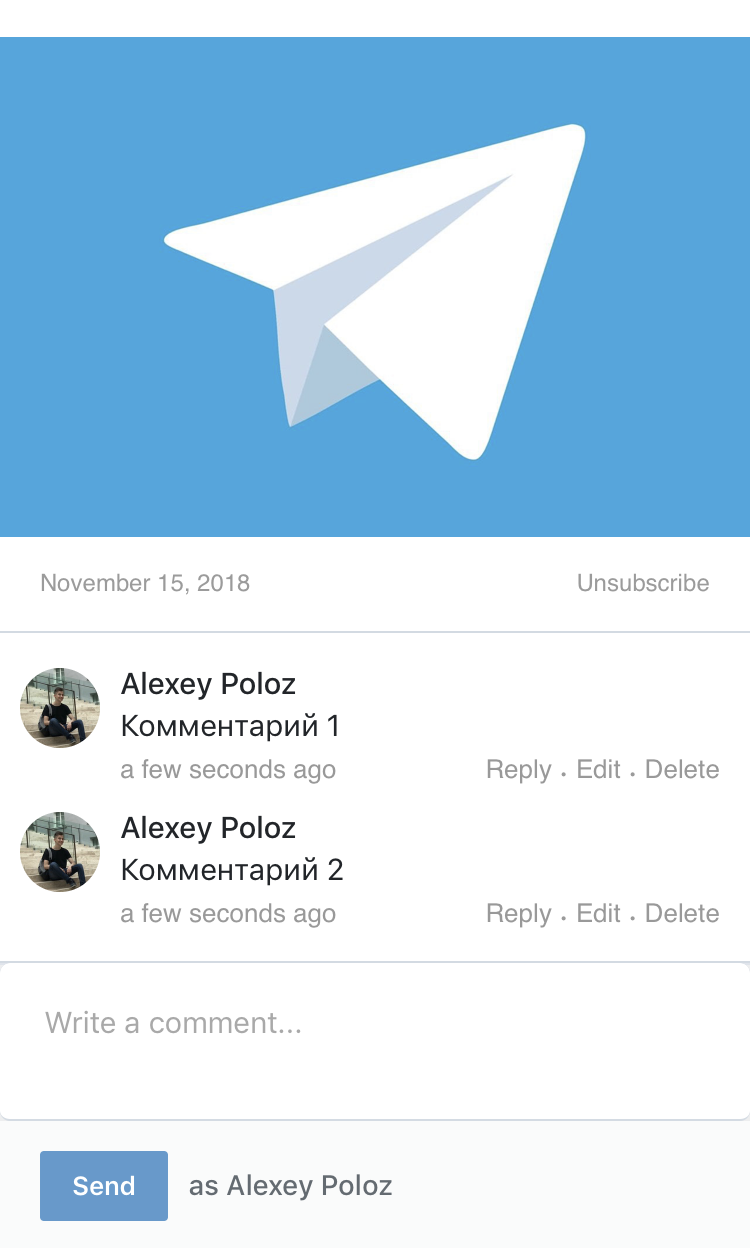 November 15, 2018 Unsubscribe
Alexey Poloz
Комментарий 1
a few seconds ago Reply . Edit . Delete
Alexey Poloz
Комментарий 2
a few seconds ago Reply . Edit . Delete
Write a comment...
Send as Alexey Poloz